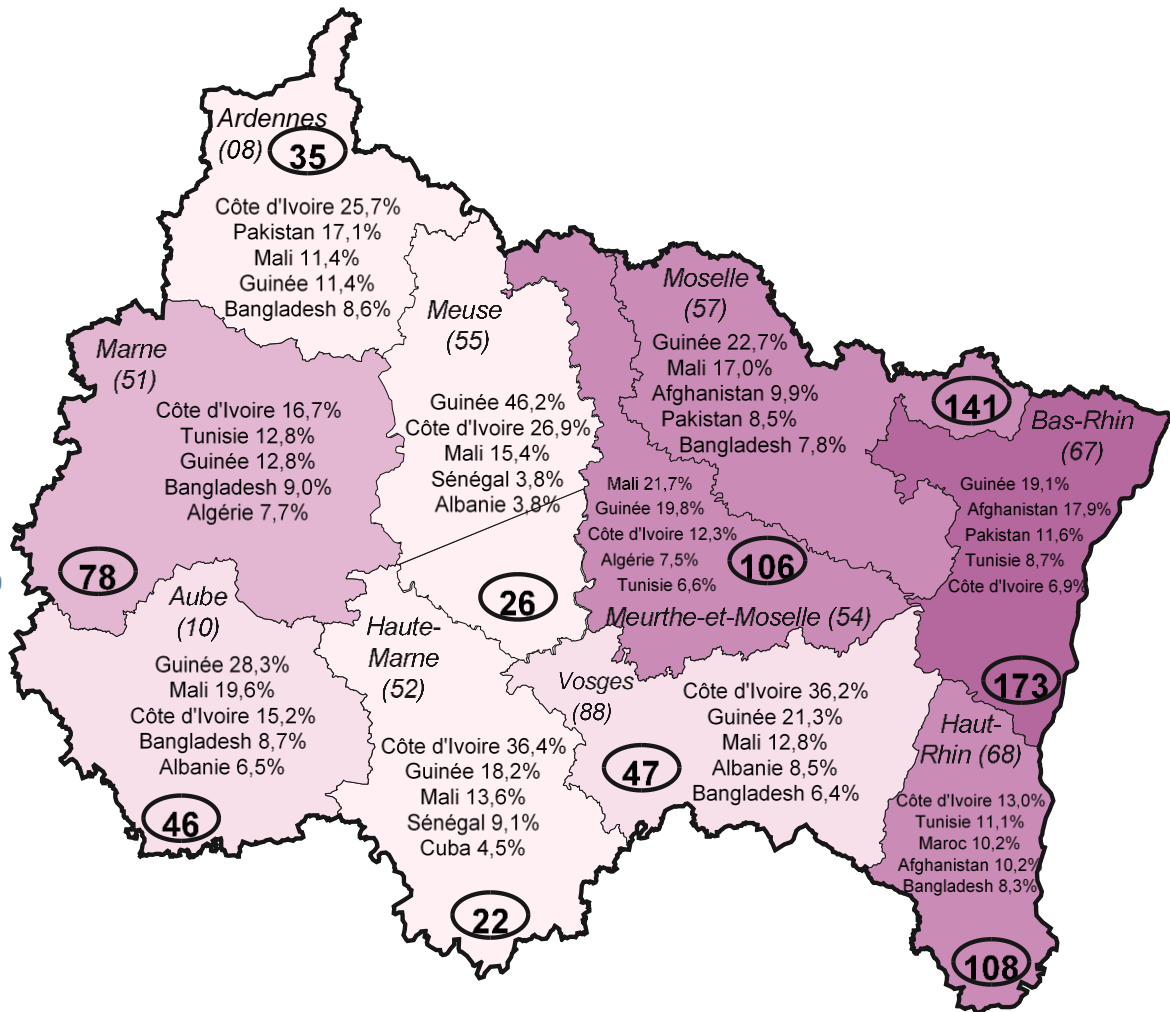 Ardennes
(08)
35
Côte d'Ivoire 25,7%
Pakistan 17,1%
Mali 11,4%
Guinée 11,4%
Bangladesh 8,6%
Meuse
(55)
Guinée 46,2%
Côte d'Ivoire 26,9%
Mali 15,4%
Sénégal 3,8%
Albanie 3,8%
26
Moselle
(57)
Guinée 22,7%
Mali 17,0%
Afghanistan 9,9%
Pakistan 8,5%
Bangladesh 7,8%
141
Marne
(51)
Côte d'Ivoire 16,7%
Tunisie 12,8%
Guinée 12,8%
Bangladesh 9,0%
Algérie 7,7%
78
Mali 21,7%
Guinée 19,8%
Côte d'Ivoire 12,3%
Algérie 7,5%
Tunisie 6,6%
106
Meurthe-et-Moselle (54)
Bas-Rhin
(67)
Guinée 19,1%
Afghanistan 17,9%
Pakistan 11,6%
Tunisie 8,7%
Côte d'Ivoire 6,9%
173
Aube
(10)
Guinée 28,3%
Mali 19,6%
Côte d'Ivoire 15,2%
Bangladesh 8,7%
Albanie 6,5%
46
Haute-
Marne
(52)
Côte d'Ivoire 36,4%
Guinée 18,2%
Mali 13,6%
Sénégal 9,1%
Cuba 4,5%
22
Vosges
(88)
Côte d'Ivoire 36,2%
Guinée 21,3%
Mali 12,8%
Albanie 8,5%
Bangladesh 6,4%
47
Haut-
Rhin (68)
Côte d'Ivoire 13,0%
Tunisie 11,1%
Maroc 10,2%
Afghanistan 10,2%
Bangladesh 8,3%
108